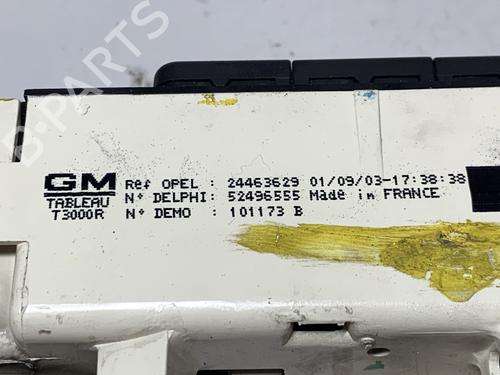 GM Ref OPEL : 24463629 01/09/03-17:38:38
TABLEAU N° DELPHI: 52496555 Made in FRANCE
T3000R N° DEMO : 101173 B
B-PARTS